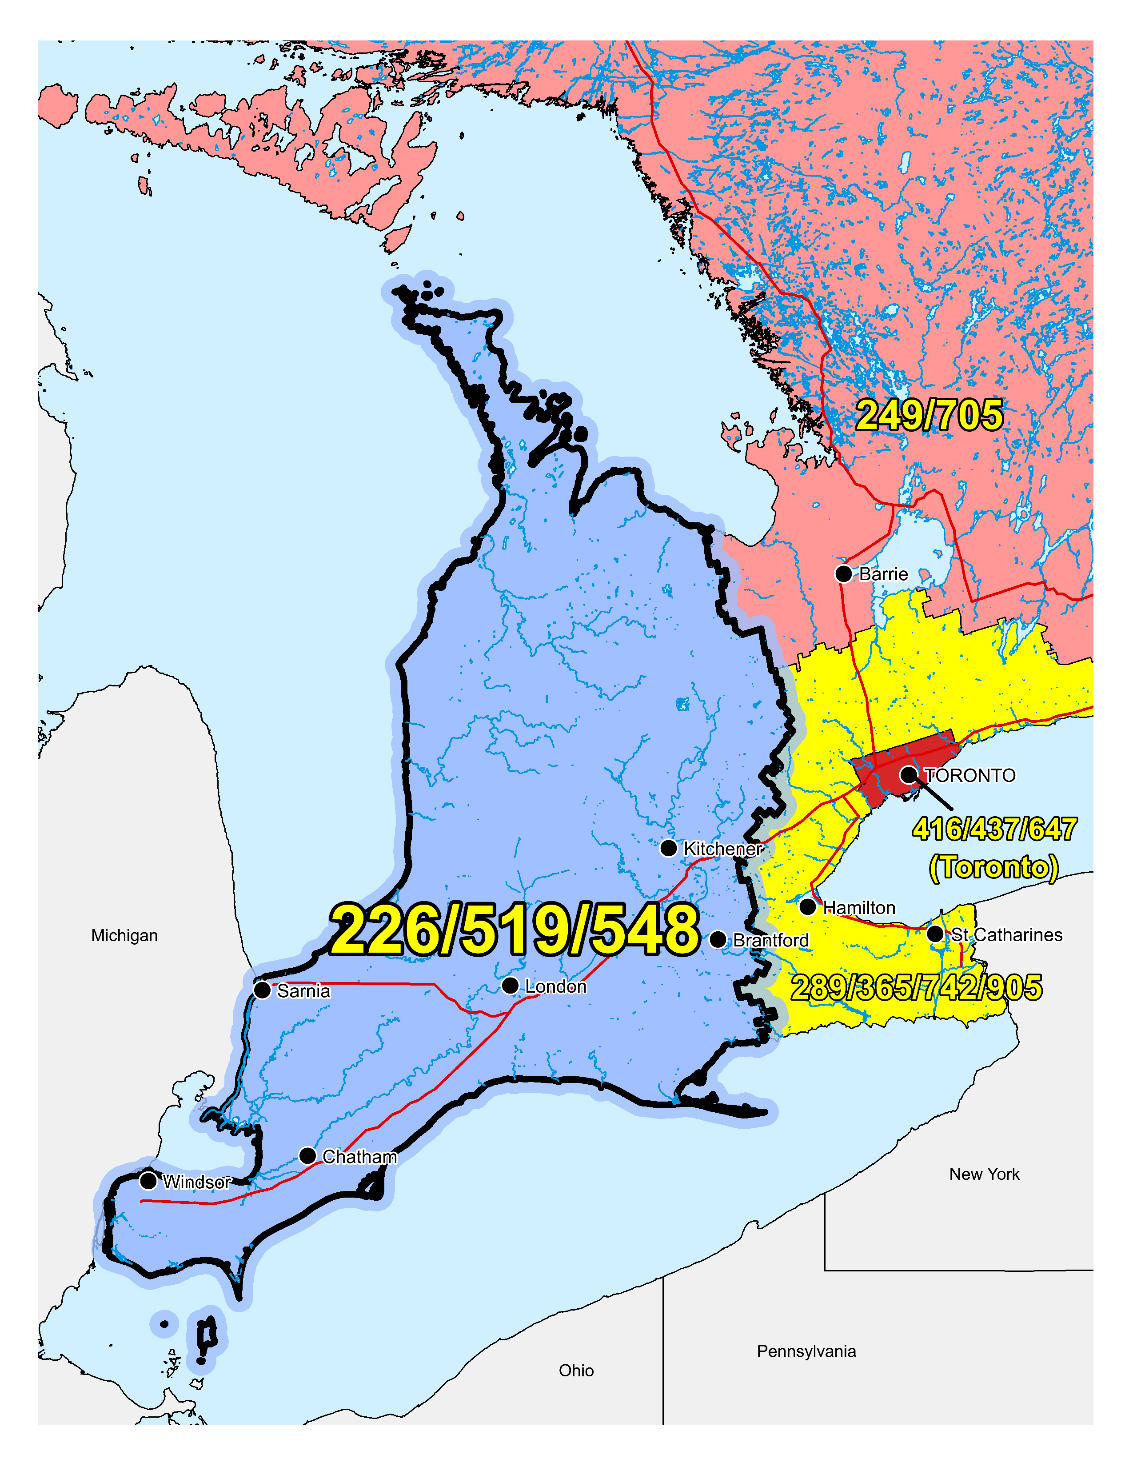 249/705
Barrie
TORONTO
416/437/647
(Toronto)
Kitchener
Hamilton
226/519/548
Brantford
St Catharines
Michigan
289/365/742/905
London
Sarnia
Chatham
New York
Windsor
Pennsylvania
Ohio